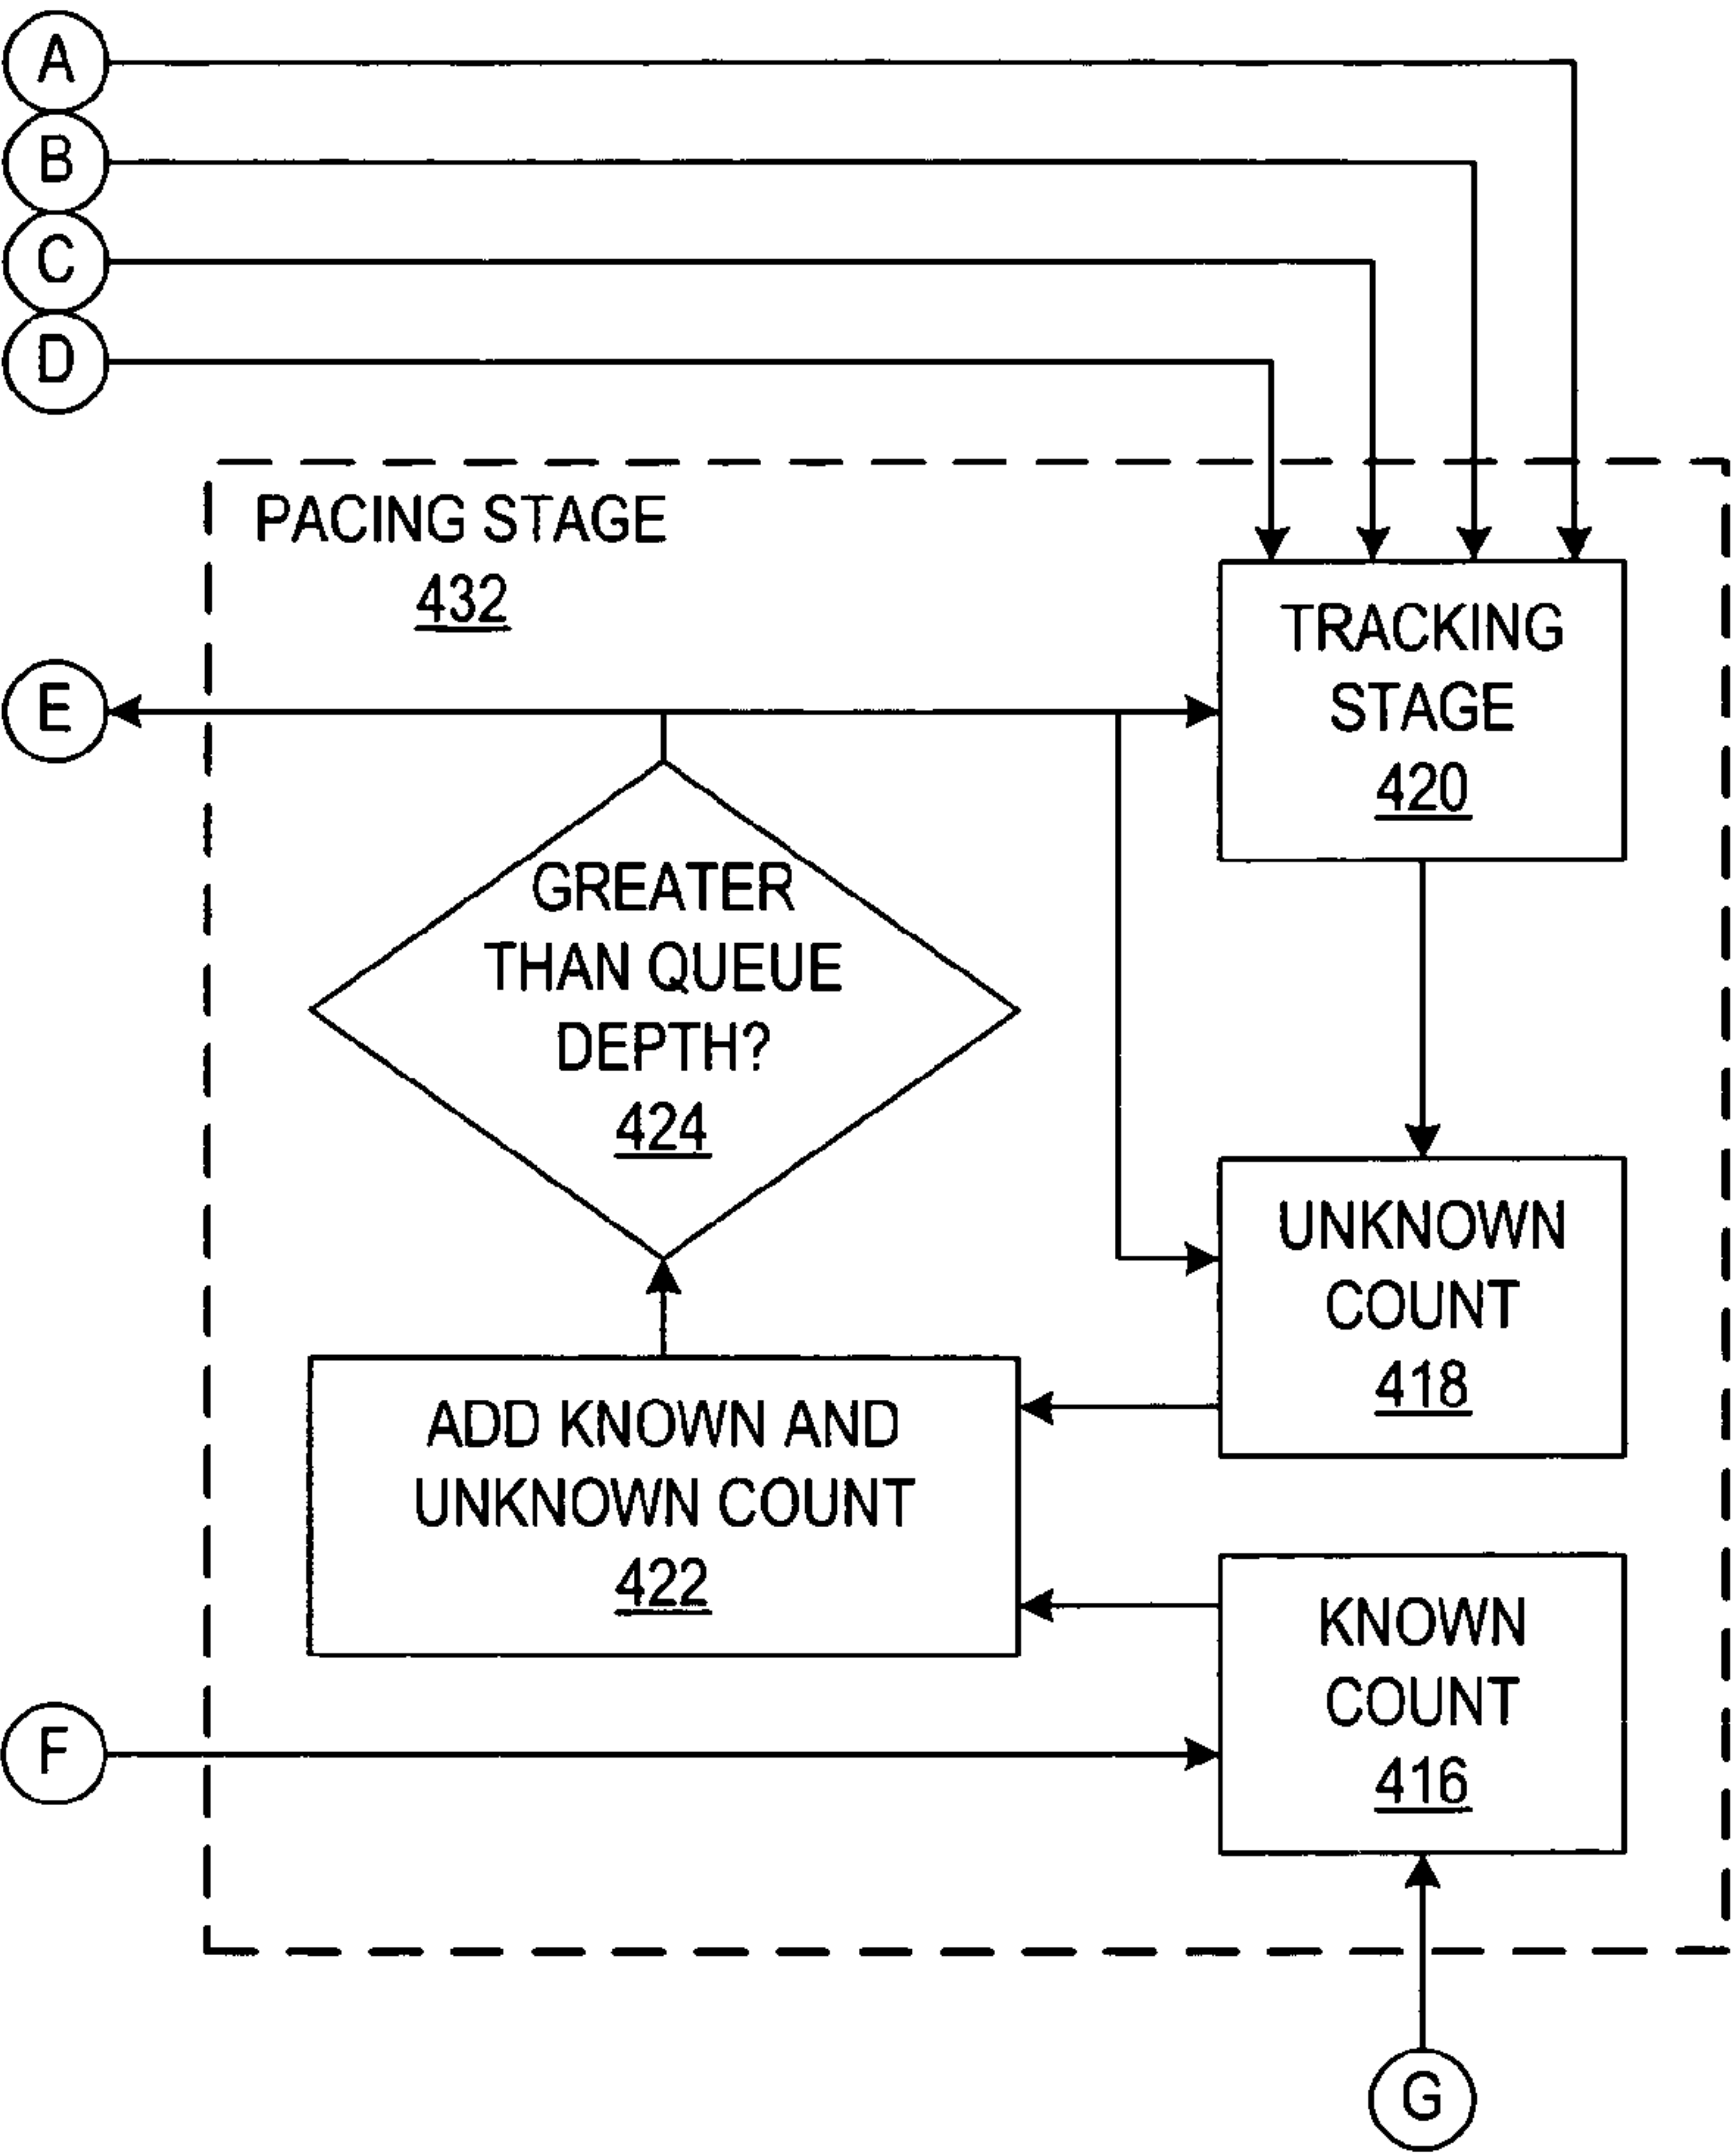 A
B
C
D
PACING STAGE
432
TRACKING
STAGE
420
E
GREATER
THAN QUEUE
DEPTH?
424
UNKNOWN
COUNT
418
ADD KNOWN AND
UNKNOWN COUNT
422
KNOWN
COUNT
416
F
G